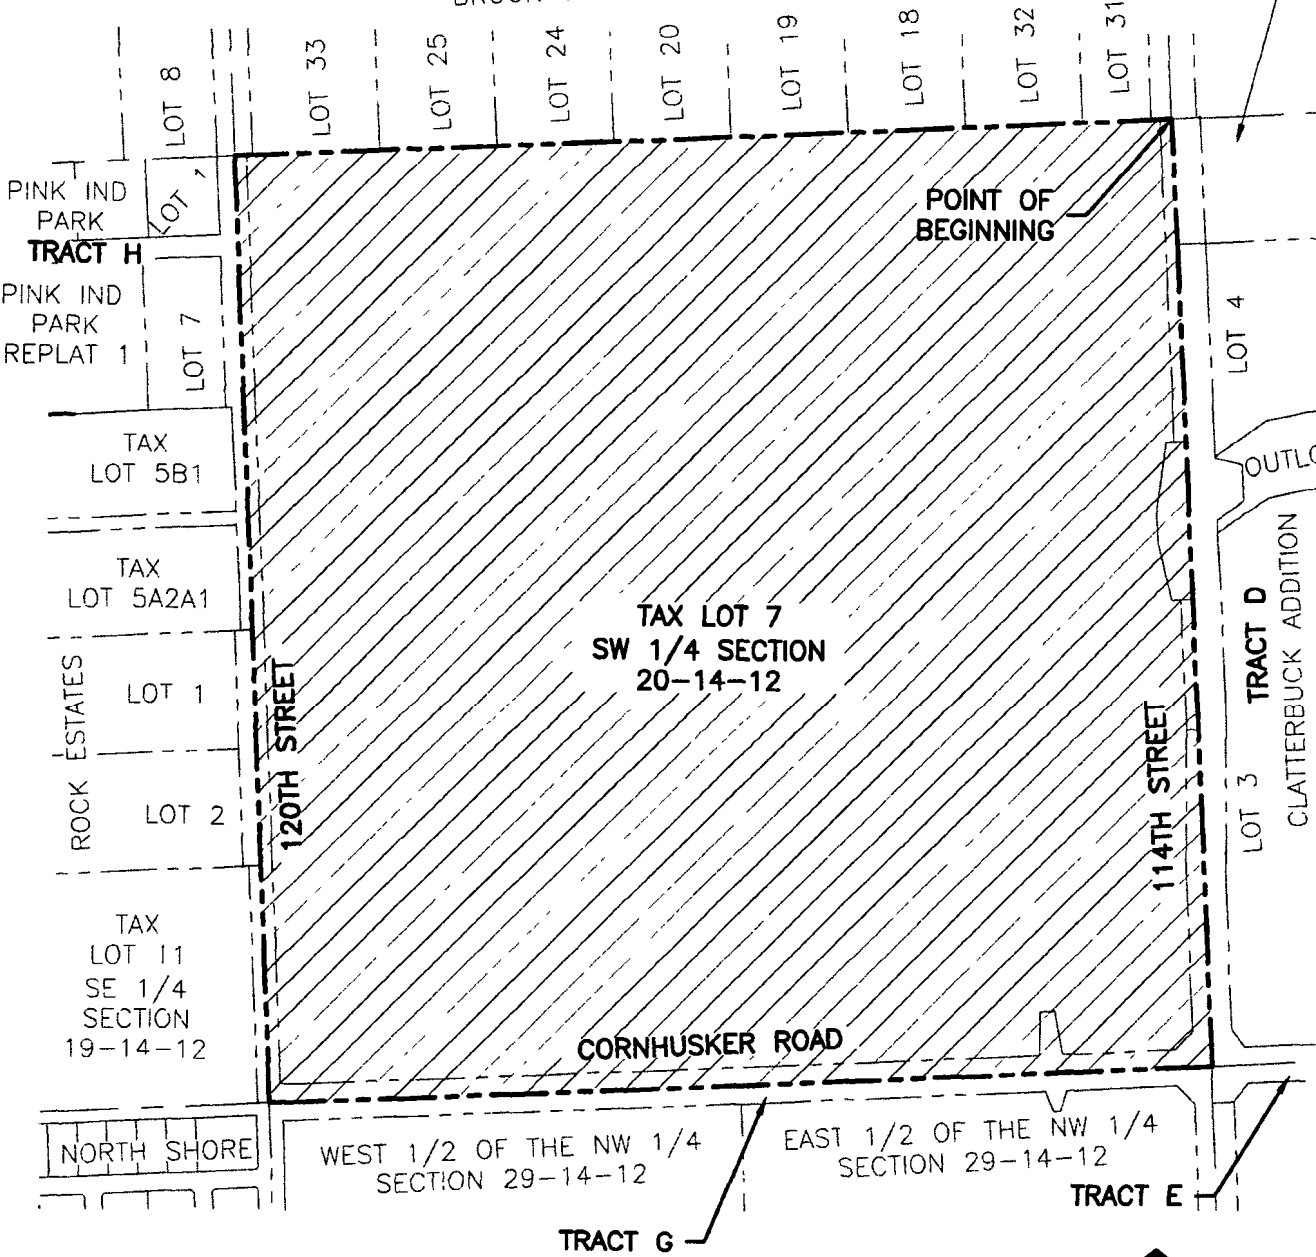 LOT 8
LOT 33
LOT 25
LOT 24
LOT 20
LOT 19
LOT 18
LOT 32
LOT 31
PINK IND
PARK
LOT
TRACT H
PINK IND
PARK
REPLAT 1
LOT 7
POINT OF
BEGINNING
LOT 4
TAX
LOT 5B1
TAX
LOT 5A2A1
TAX LOT 7
SW 1/4 SECTION
20-14-12
TRACT D
CLATTERBUCK ADDITION
LOT 3
ROCK ESTATES
LOT 1
LOT 2
120TH STREET
114TH STREET
TAX
LOT 11
SE 1/4
SECTION
19-14-12
CORNHUSKER ROAD
NORTH SHORE
WEST 1/2 OF THE NW 1/4
SECTION 29-14-12
EAST 1/2 OF THE NW 1/4
SECTION 29-14-12
TRACT E
TRACT G